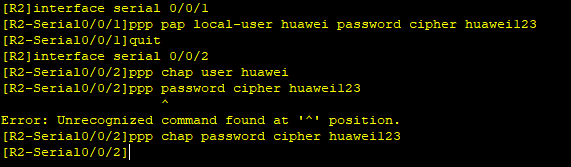 [R2]interface serial 0/0/1
[R2-Serial0/0/1]ppp pap local-user huawei password cipher huawei123
[R2-Serial0/0/1]quit
[R2]interface serial 0/0/2
[R2-Serial0/0/2]ppp chap user huawei
[R2-Serial0/0/2]ppp password cipher huawei123
^
Error: Unrecognized command found at '^' position.
[R2-Serial0/0/2]ppp chap password cipher huawei123
[R2-Serial0/0/2]